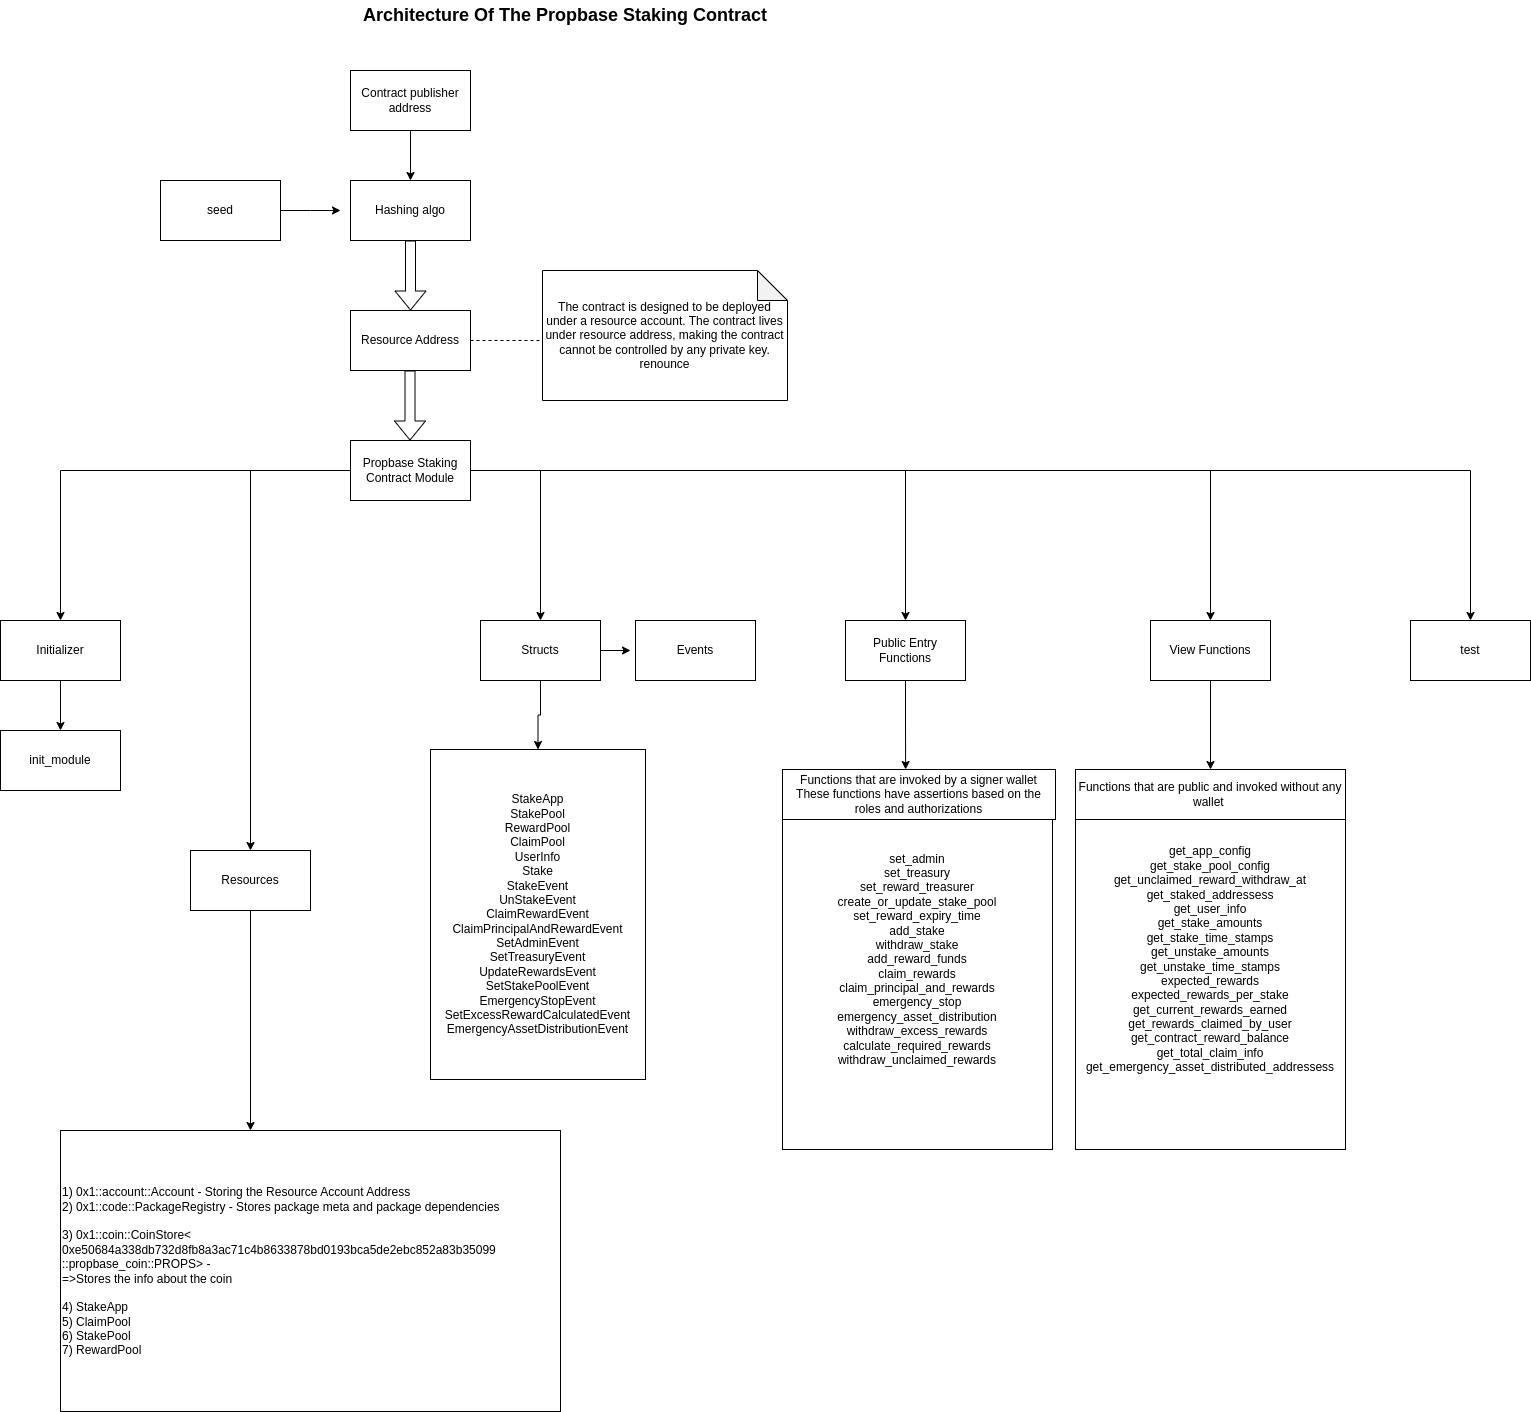 Architecture Of The Propbase Staking Contract
Contract publisher
address
seed
Hashing algo
Resource Address
The contract is designed to be deployed
under a resource account. The contract lives
under resource address, making the contract
cannot be controlled by any private key.
renounce
Propbase Staking
Contract Module
Initializer
init_module
Resources
1) 0x1::account::Account - Storing the Resource Account Address
2) 0x1::code::PackageRegistry - Stores package meta and package dependencies
3) 0x1::coin::CoinStore<
0xe50684a338db732d8fb8a3ac71c4b8633878bd0193bca5de2ebc852a83b35099
::propbase_coin::PROPS> -
=>Stores the info about the coin
4) StakeApp
5) ClaimPool
6) StakePool
7) RewardPool
Structs
Events
StakeApp
StakePool
RewardPool
ClaimPool
UserInfo
Stake
StakeEvent
UnStakeEvent
ClaimRewardEvent
ClaimPrincipalAndRewardEvent
SetAdminEvent
SetTreasuryEvent
UpdateRewardsEvent
SetStakePoolEvent
EmergencyStopEvent
SetExcessRewardCalculatedEvent
EmergencyAssetDistributionEvent
Public Entry
Functions
Functions that are invoked by a signer wallet
These functions have assertions based on the
roles and authorizations
set_admin
set_treasury
set_reward_treasurer
create_or_update_stake_pool
set_reward_expiry_time
add_stake
withdraw_stake
add_reward_funds
claim_rewards
claim_principal_and_rewards
emergency_stop
emergency_asset_distribution
withdraw_excess_rewards
calculate_required_rewards
withdraw_unclaimed_rewards
View Functions
Functions that are public and invoked without any
wallet
get_app_config
get_stake_pool_config
get_unclaimed_reward_withdraw_at
get_staked_addressess
get_user_info
get_stake_amounts
get_stake_time_stamps
get_unstake_amounts
get_unstake_time_stamps
expected_rewards
expected_rewards_per_stake
get_current_rewards_earned
get_rewards_claimed_by_user
get_contract_reward_balance
get_total_claim_info
get_emergency_asset_distributed_addressess
test